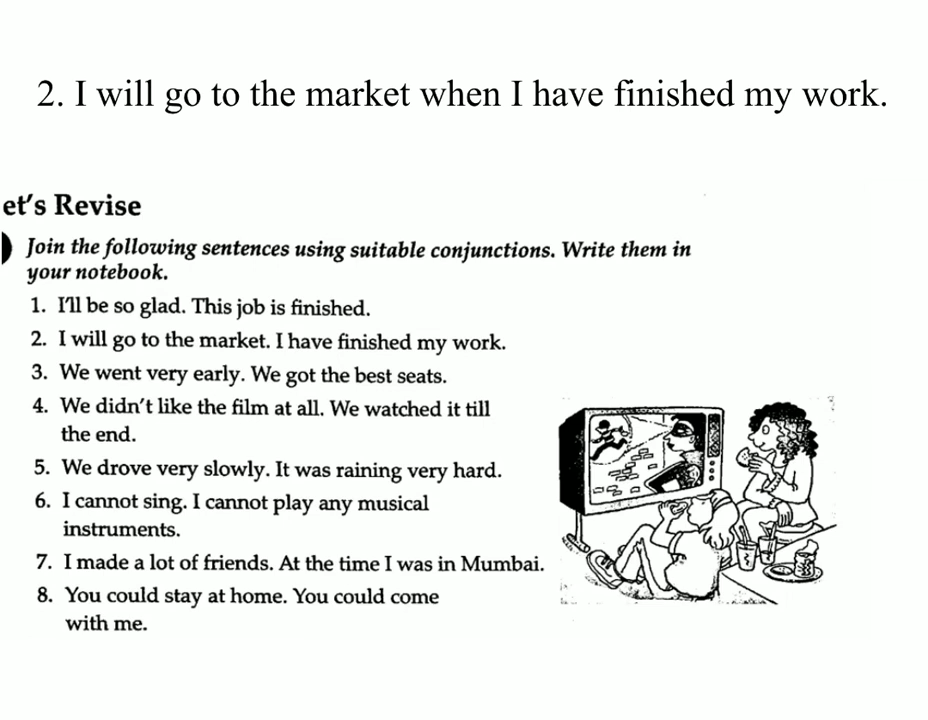 2. I will go to the market when I have finished my work.
et's Revise
Join the following sentences using suitable conjunctions. Write them in
your notebook.
1. I'll be so glad. This job is finished.
2. I will go to the market. I have finished my work.
3. We went very early. We got the best seats.
4. We didn't like the film at all. We watched it till
the end.
5. We drove very slowly. It was raining very hard.
6. I cannot sing. I cannot play any musical
instruments.
7. I made a lot of friends. At the time I was in Mumbai.
8. You could stay at home. You could come
with me.